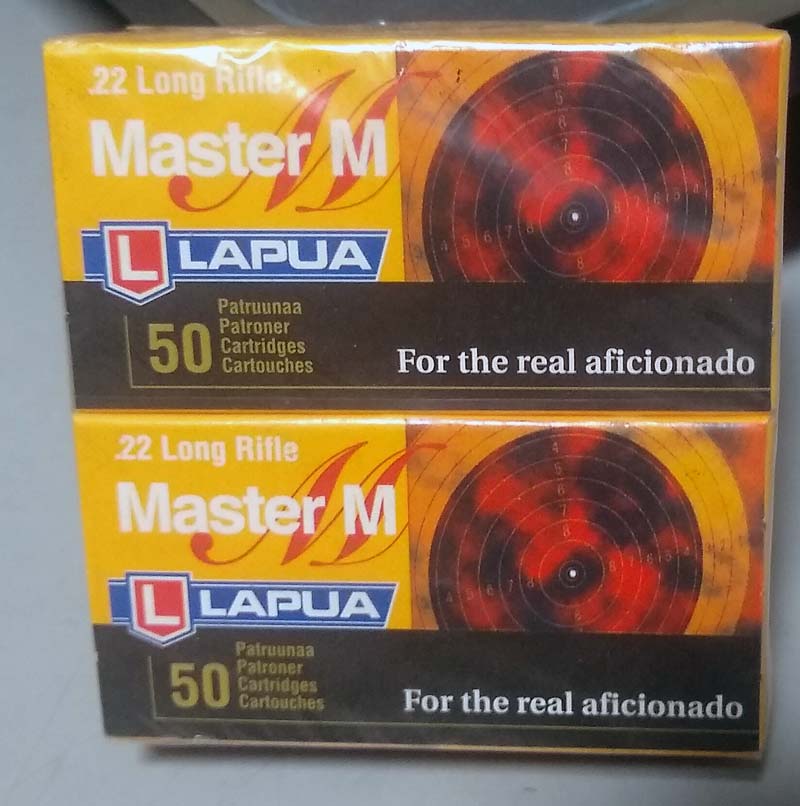 .22 Long Rifle
Master M
L LAPUA
50
Patruunaa
Patroner
Cartridges
Cartouches
For the real aficionado
.22 Long Rifle
Master M
L LAPUA
50
Patruunaa
Patroner
Cartridges
Cartouches
For the real aficionado